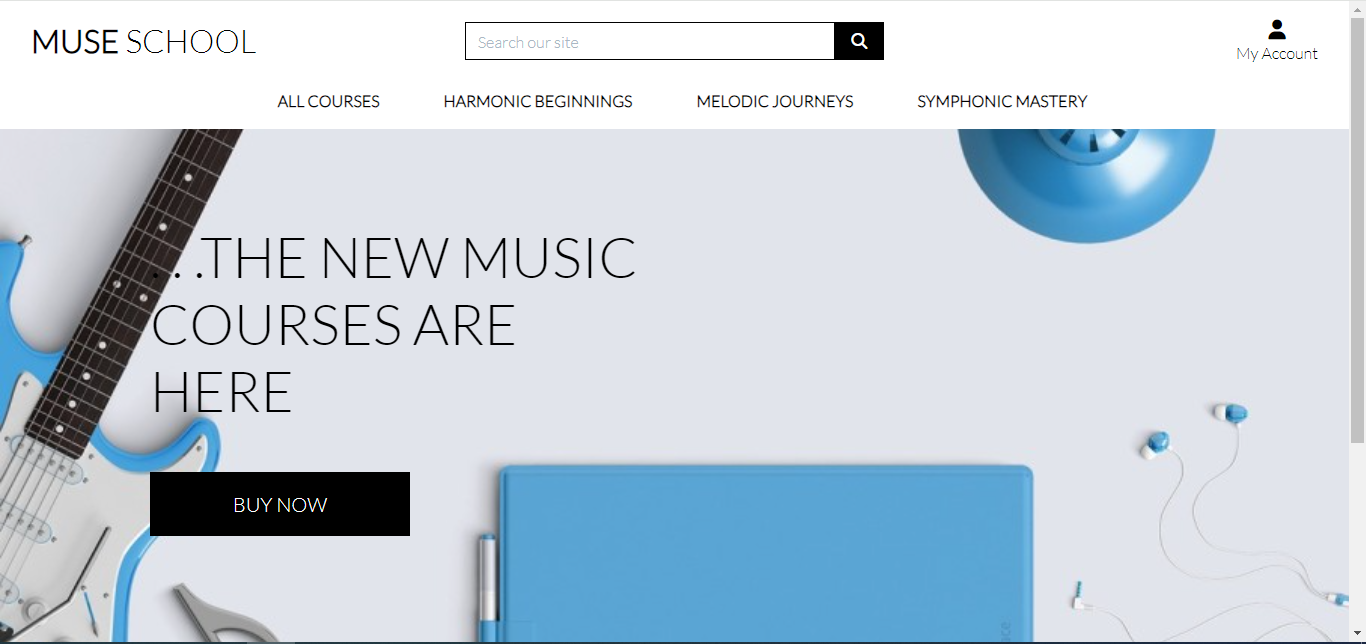 MUSE SCHOOL
Search our site
My Account
ALL COURSES HARMONIC BEGINNINGS MELODIC JOURNEYS SYMPHONIC MASTERY
. . .THE NEW MUSIC
COURSES ARE
HERE
BUY NOW